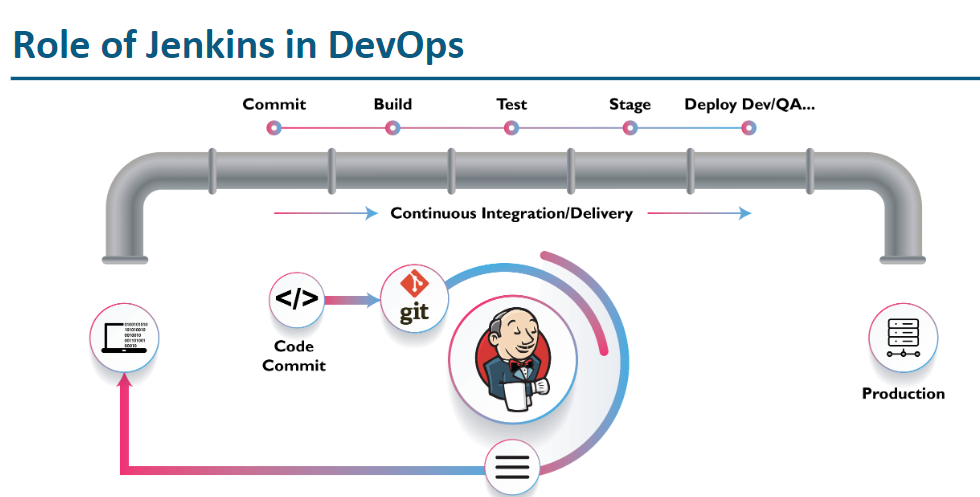 Role of Jenkins in DevOps
Commit
Build
Test
Stage
Deploy Dev/QA...
Continuous Integration/Delivery
</>
git
Code
Commit
Production